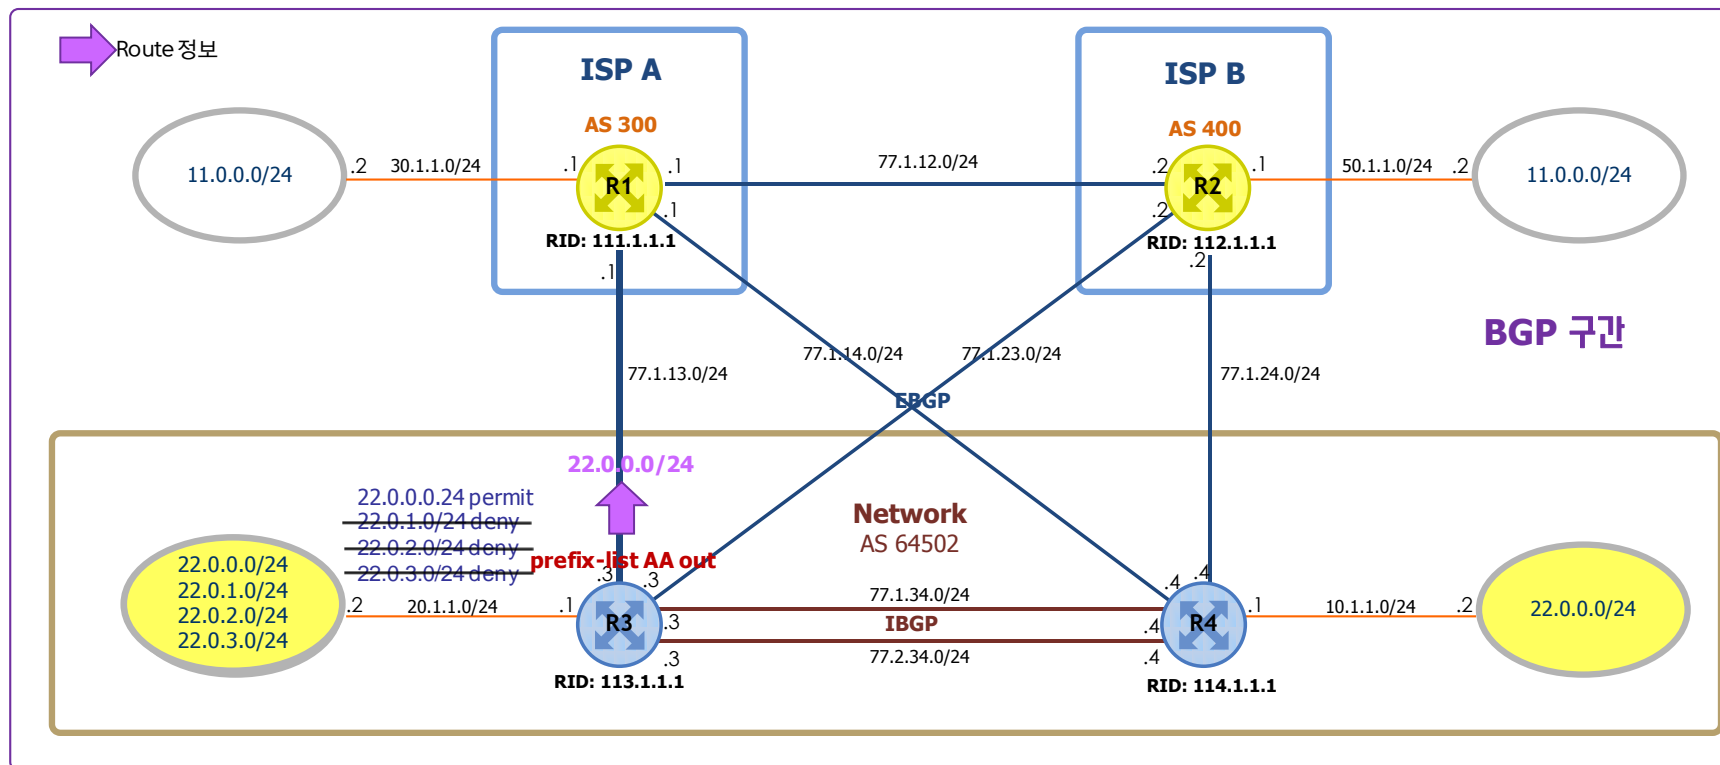 Route 정보
ISP A
ISP B
AS 300
AS 400
11.0.0.0/24
.2
30.1.1.0/24
.1
R1
.1
77.1.12.0/24
.2
R2
.1
50.1.1.0/24
.2
11.0.0.0/24
.1
.2
RID: 111.1.1.1
RID: 112.1.1.1
.1
.2
BGP 구간
77.1.13.0/24
77.1.14.0/24
77.1.23.0/24
77.1.24.0/24
EBGP
22.0.0.0/24
22.0.0.0.24 permit
22.0.1.0/24 deny
22.0.2.0/24 deny
22.0.3.0/24 deny
prefix-list AA out
Network
AS 64502
22.0.0.0/24
22.0.1.0/24
22.0.2.0/24
22.0.3.0/24
.2
20.1.1.0/24
.1
.3
.3
R3
.3
.3
77.1.34.0/24
IBGP
77.2.34.0/24
.4
.4
.4
.4
R4
.1
10.1.1.0/24
.2
22.0.0.0/24
RID: 113.1.1.1
RID: 114.1.1.1